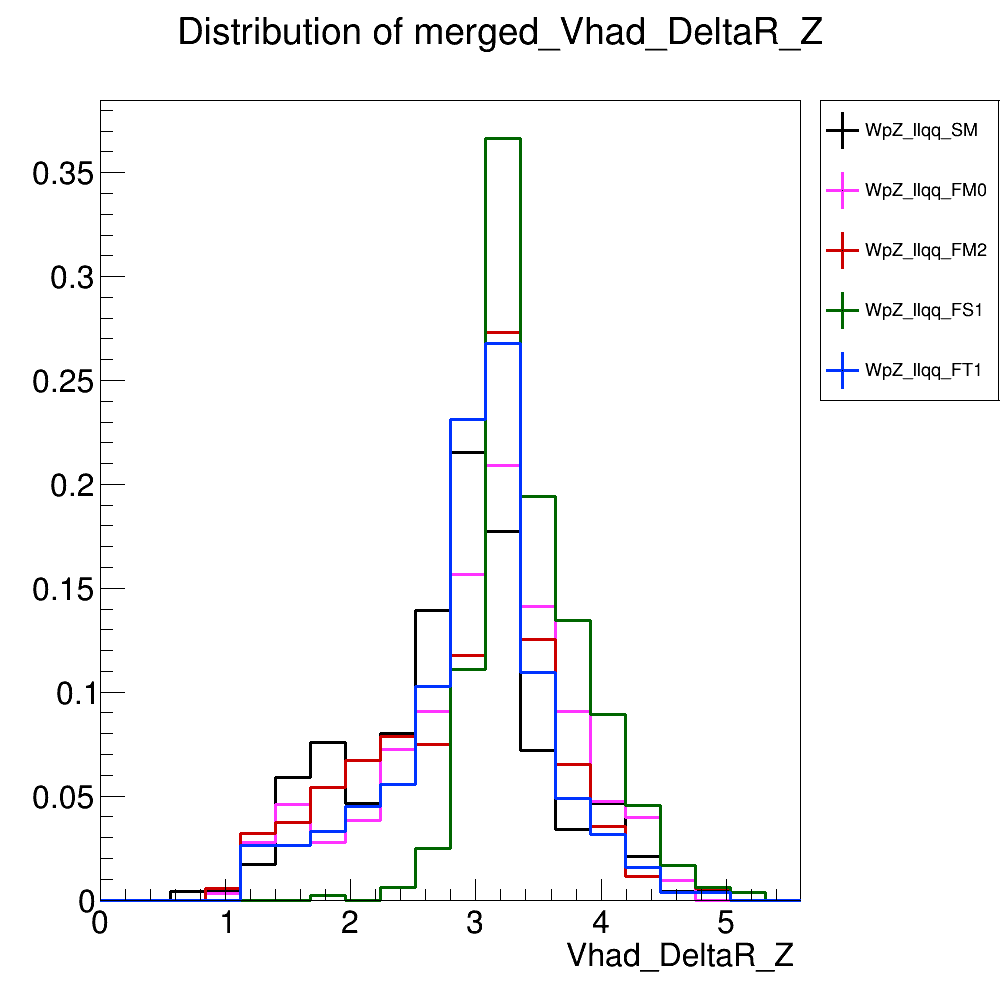 Distribution of merged_Vhad_DeltaR_Z
WpZ_llqq_SM
WpZ_llqq_FM0
WpZ_llqq_FM2
WpZ_llqq_FS1
WpZ_llqq_FT1
0.35
0.3
0.25
0.2
0.15
0.1
0.05
0
0 1 2 3 4 5
Vhad_DeltaR_Z